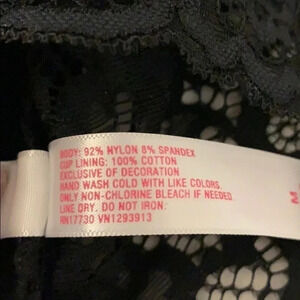 BODY: 92% NYLON 8% SPANDEX
CUP LINING: 100% COTTON
EXCLUSIVE OF DECORATION
HAND WASH COLD WITH LIKE COLORS.
ONLY NON-CHLORINE BLEACH IF NEEDED.
LINE DRY. DO NOT IRON.
RN17730 VN1293913
M